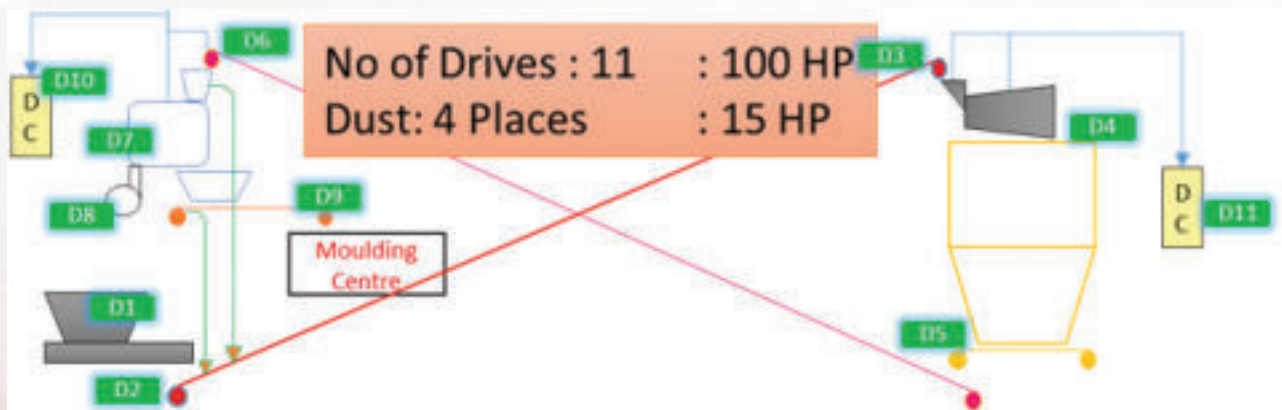 D6
No of Drives : 11 : 100 HP
D3
D10
Dust: 4 Places : 15 HP
D C
D7
D4
D8
D9
D C
D11
Moulding
Centre
D1
D5
D2